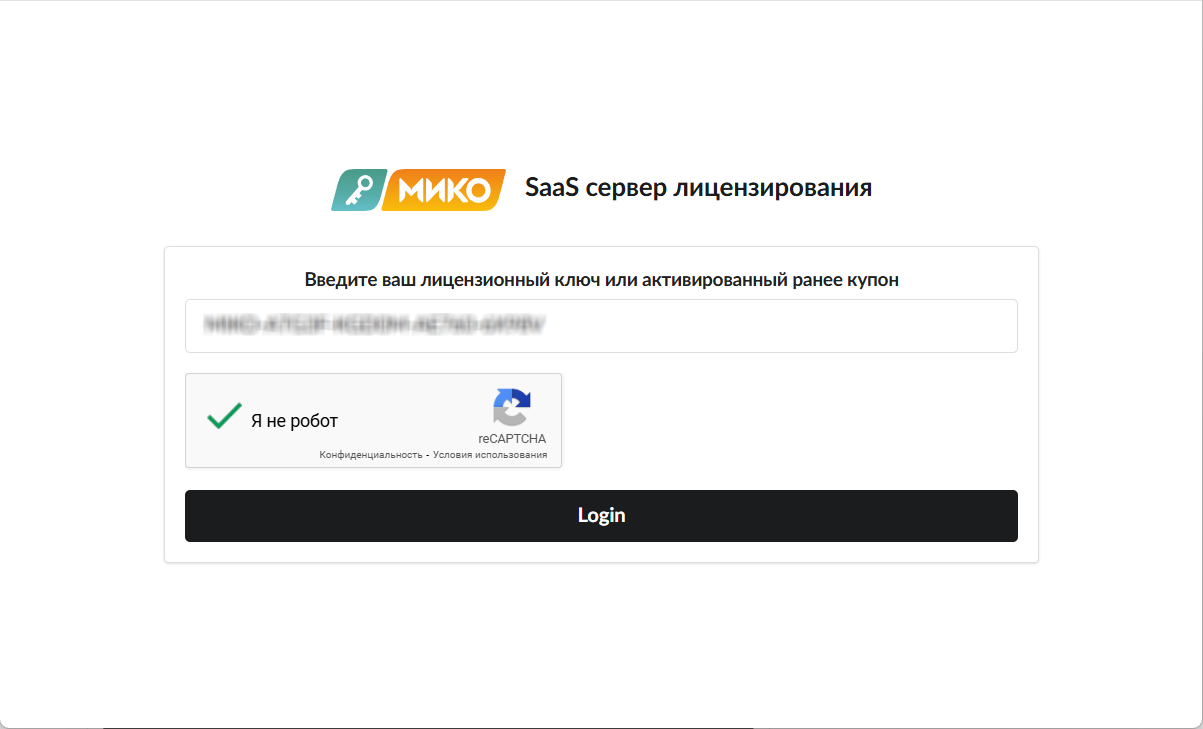 МИКО SaaS сервер лицензирования
Введите ваш лицензионный ключ или активированный ранее купон
Я не робот
reCAPTCHA
Конфиденциальность - Условия использования
Login